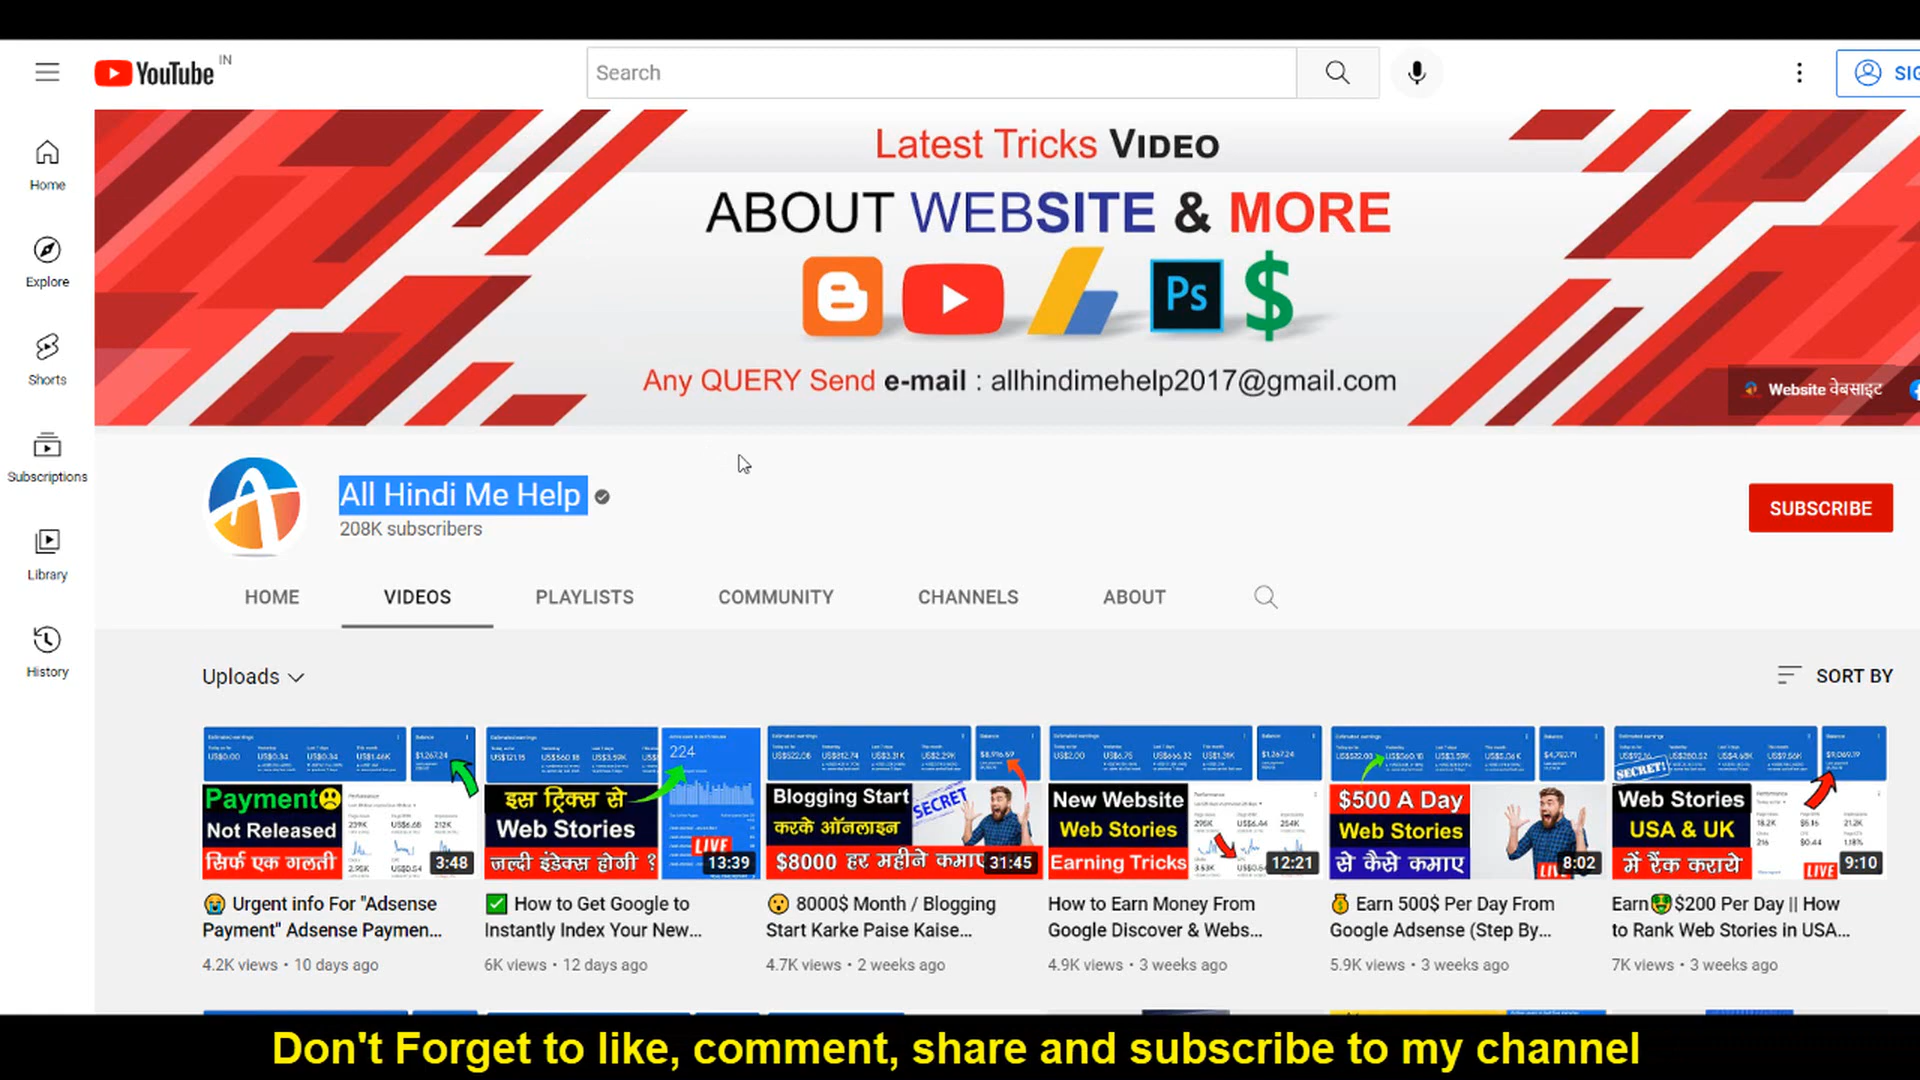 YouTube IN
Search
SIG
Home
Explore
Shorts
Subscriptions
Library
History
Latest Tricks VIDEO
ABOUT WEBSITE & MORE
Ps $
Any QUERY Send e-mail : allhindimehelp2017@gmail.com
Website वेबसाइट
All Hindi Me Help
208K subscribers
SUBSCRIBE
HOME VIDEOS PLAYLISTS COMMUNITY CHANNELS ABOUT
Uploads
SORT BY
Payment
Not Released
सिर्फ एक गलती
3:48
224
इस ट्रिक्स से
Web Stories
जल्दी इंडेक्स होगी ?
LIVE
13:39
Blogging Start
करके ऑनलाइन
$8000 हर महीने कमाए
SECRET
31:45
New Website
Web Stories
Earning Tricks
12:21
$500 A Day
Web Stories
से कैसे कमाए
LIVE
8:02
SECRET!
Web Stories
USA & UK
में रैंक कराये
LIVE
9:10
😭 Urgent info For "Adsense
Payment" Adsense Paymen...
4.2K views • 10 days ago
✅ How to Get Google to
Instantly Index Your New...
6K views • 12 days ago
😮 8000$ Month / Blogging
Start Karke Paise Kaise...
4.7K views • 2 weeks ago
How to Earn Money From
Google Discover & Webs...
4.9K views • 3 weeks ago
💰 Earn 500$ Per Day From
Google Adsense (Step By...
5.9K views • 3 weeks ago
Earn🤑$200 Per Day || How
to Rank Web Stories in USA...
7K views • 3 weeks ago
Don't Forget to like, comment, share and subscribe to my channel